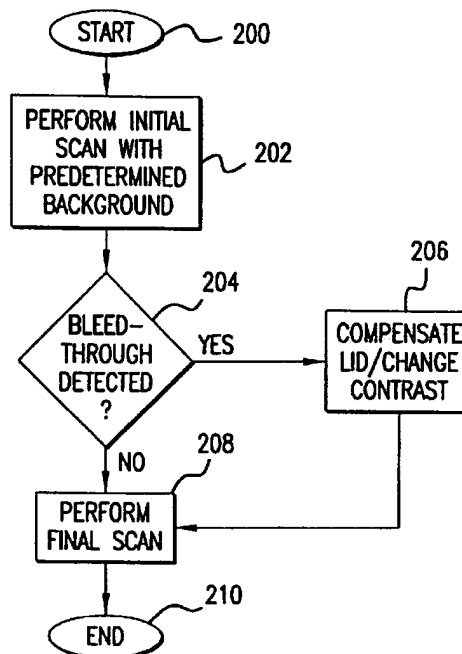 START
200
PERFORM INITIAL
SCAN WITH
PREDETERMINED
BACKGROUND
202
204
BLEED-
THROUGH
DETECTED
?
YES
206
COMPENSATE
LID/CHANGE
CONTRAST
NO
208
PERFORM
FINAL SCAN
210
END